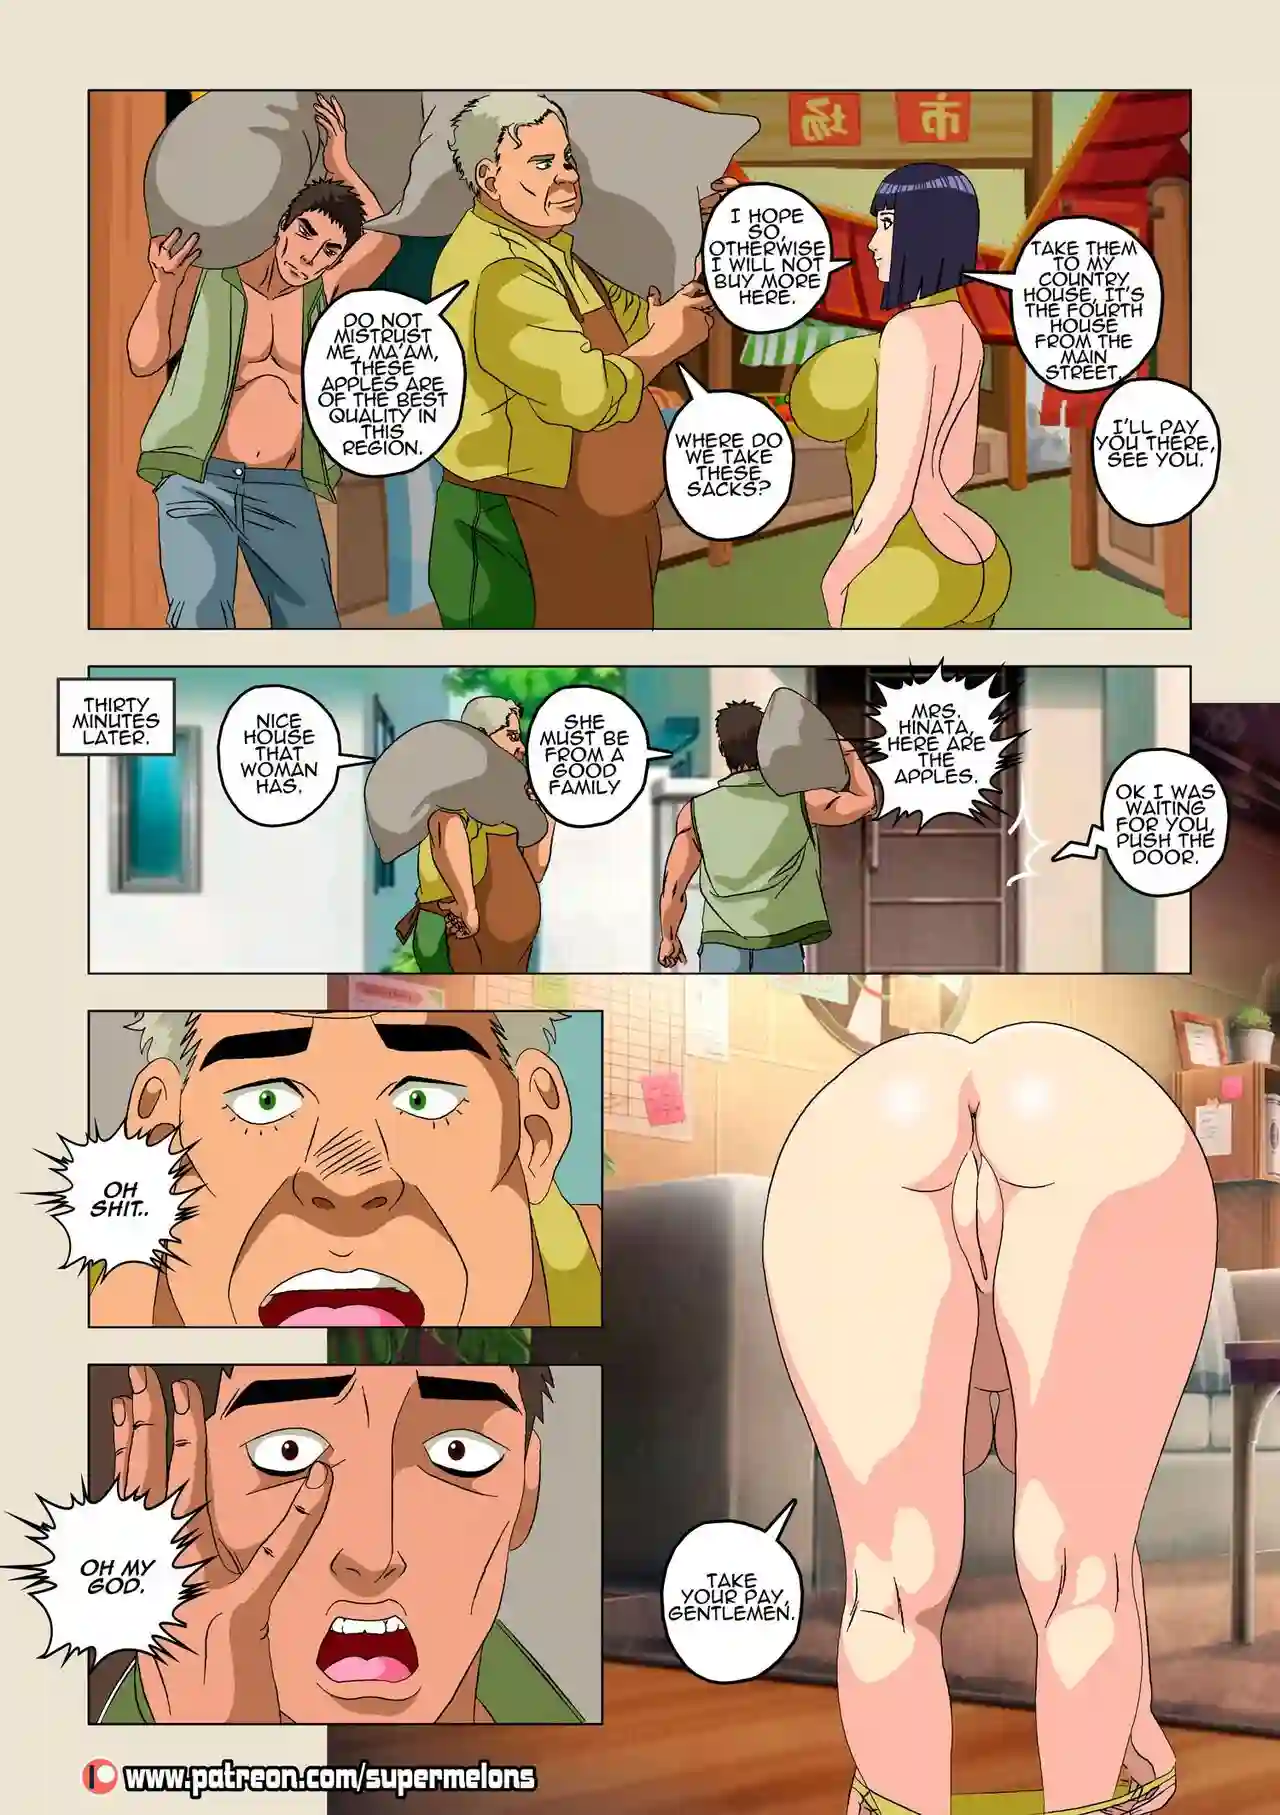 市
场
DO NOT
MISTRUST
ME, MA'AM,
THESE
APPLES ARE
OF THE BEST
QUALITY IN
THIS
REGION.
I HOPE
SO,
OTHERWISE
I WILL NOT
BUY MORE
HERE.
WHERE DO
WE TAKE
THESE
SACKS?
TAKE THEM
TO MY
COUNTRY
HOUSE, IT'S
THE FOURTH
HOUSE
FROM THE
MAIN
STREET.
I'LL PAY
YOU THERE,
SEE YOU.
THIRTY
MINUTES
LATER.
NICE
HOUSE
THAT
WOMAN
HAS.
SHE
MUST BE
FROM A
GOOD
FAMILY
MRS.
HINATA,
HERE ARE
THE
APPLES.
OK I WAS
WAITING
FOR YOU,
PUSH THE
DOOR.
OH
SHIT..
OH MY
GOD.
TAKE
YOUR PAY,
GENTLEMEN.
www.patreon.com/supermelons